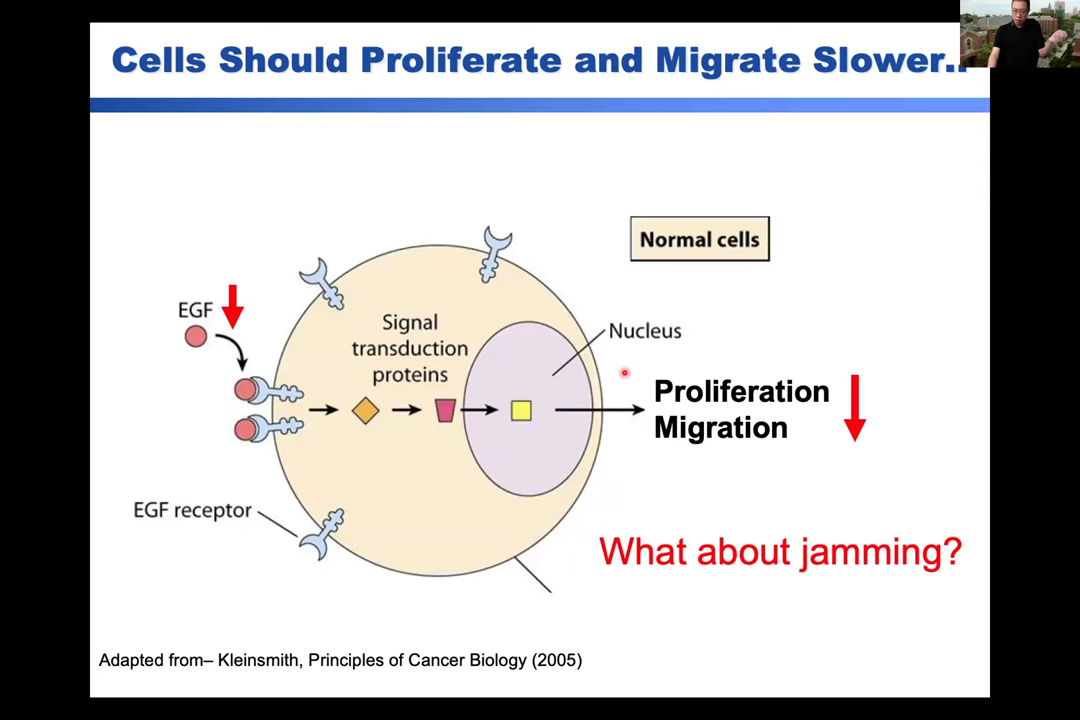 Cells Should Proliferate and Migrate Slower..
Normal cells
EGF
Signal
transduction
proteins
Nucleus
Proliferation
Migration
EGF receptor
What about jamming?
Adapted from– Kleinsmith, Principles of Cancer Biology (2005)